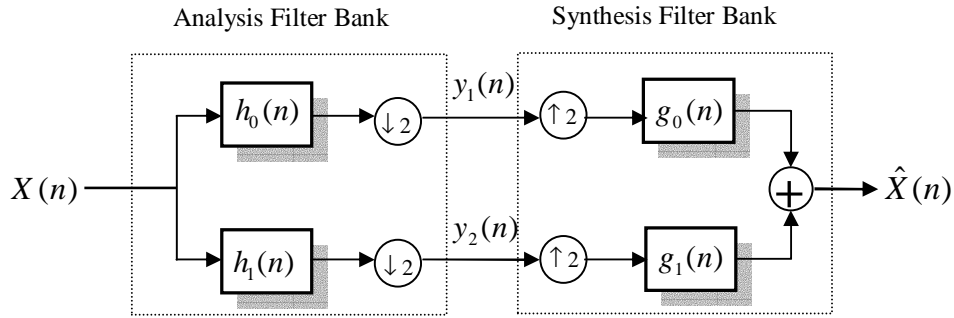 Analysis Filter Bank
Synthesis Filter Bank
h₀(n)
↓2
y₁(n)
↑2
g₀(n)
X(n)
+
X̂(n)
h₁(n)
↓2
y₂(n)
↑2
g₁(n)